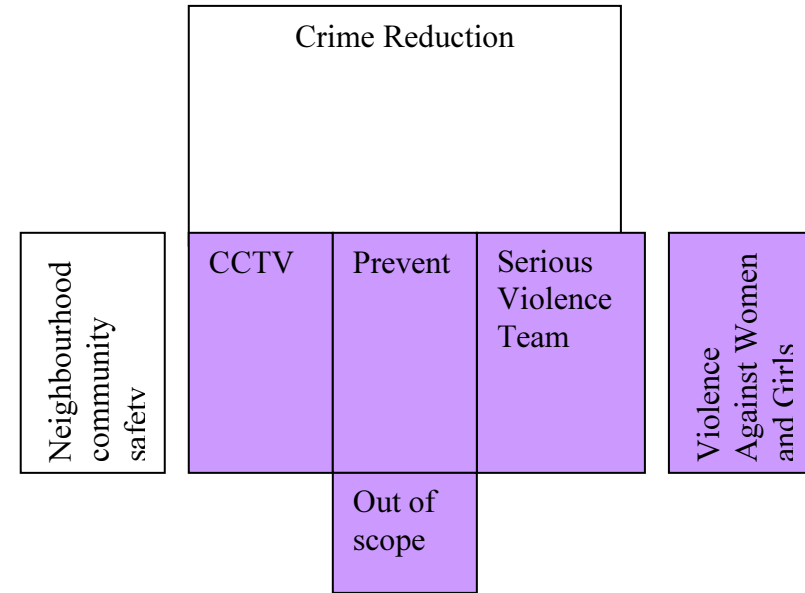 Crime Reduction
Neighbourhood
community
safety
CCTV
Prevent
Serious
Violence
Team
Violence
Against Women
and Girls
Out of
scope